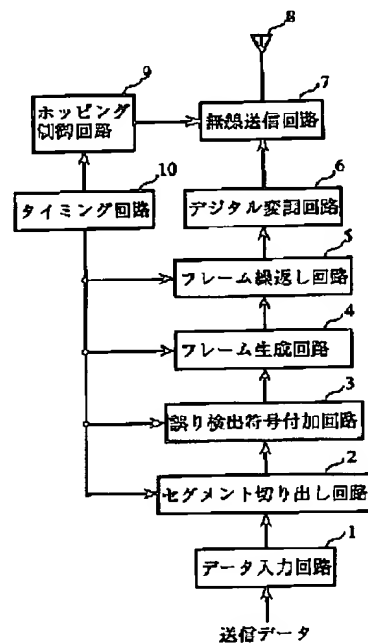 8
9
ホッピング
制御回路
7
無線送信回路
10
タイミング回路
6
デジタル変調回路
5
フレーム繰返し回路
4
フレーム生成回路
3
誤り検出符号付加回路
2
セグメント切り出し回路
1
データ入力回路
送信データ